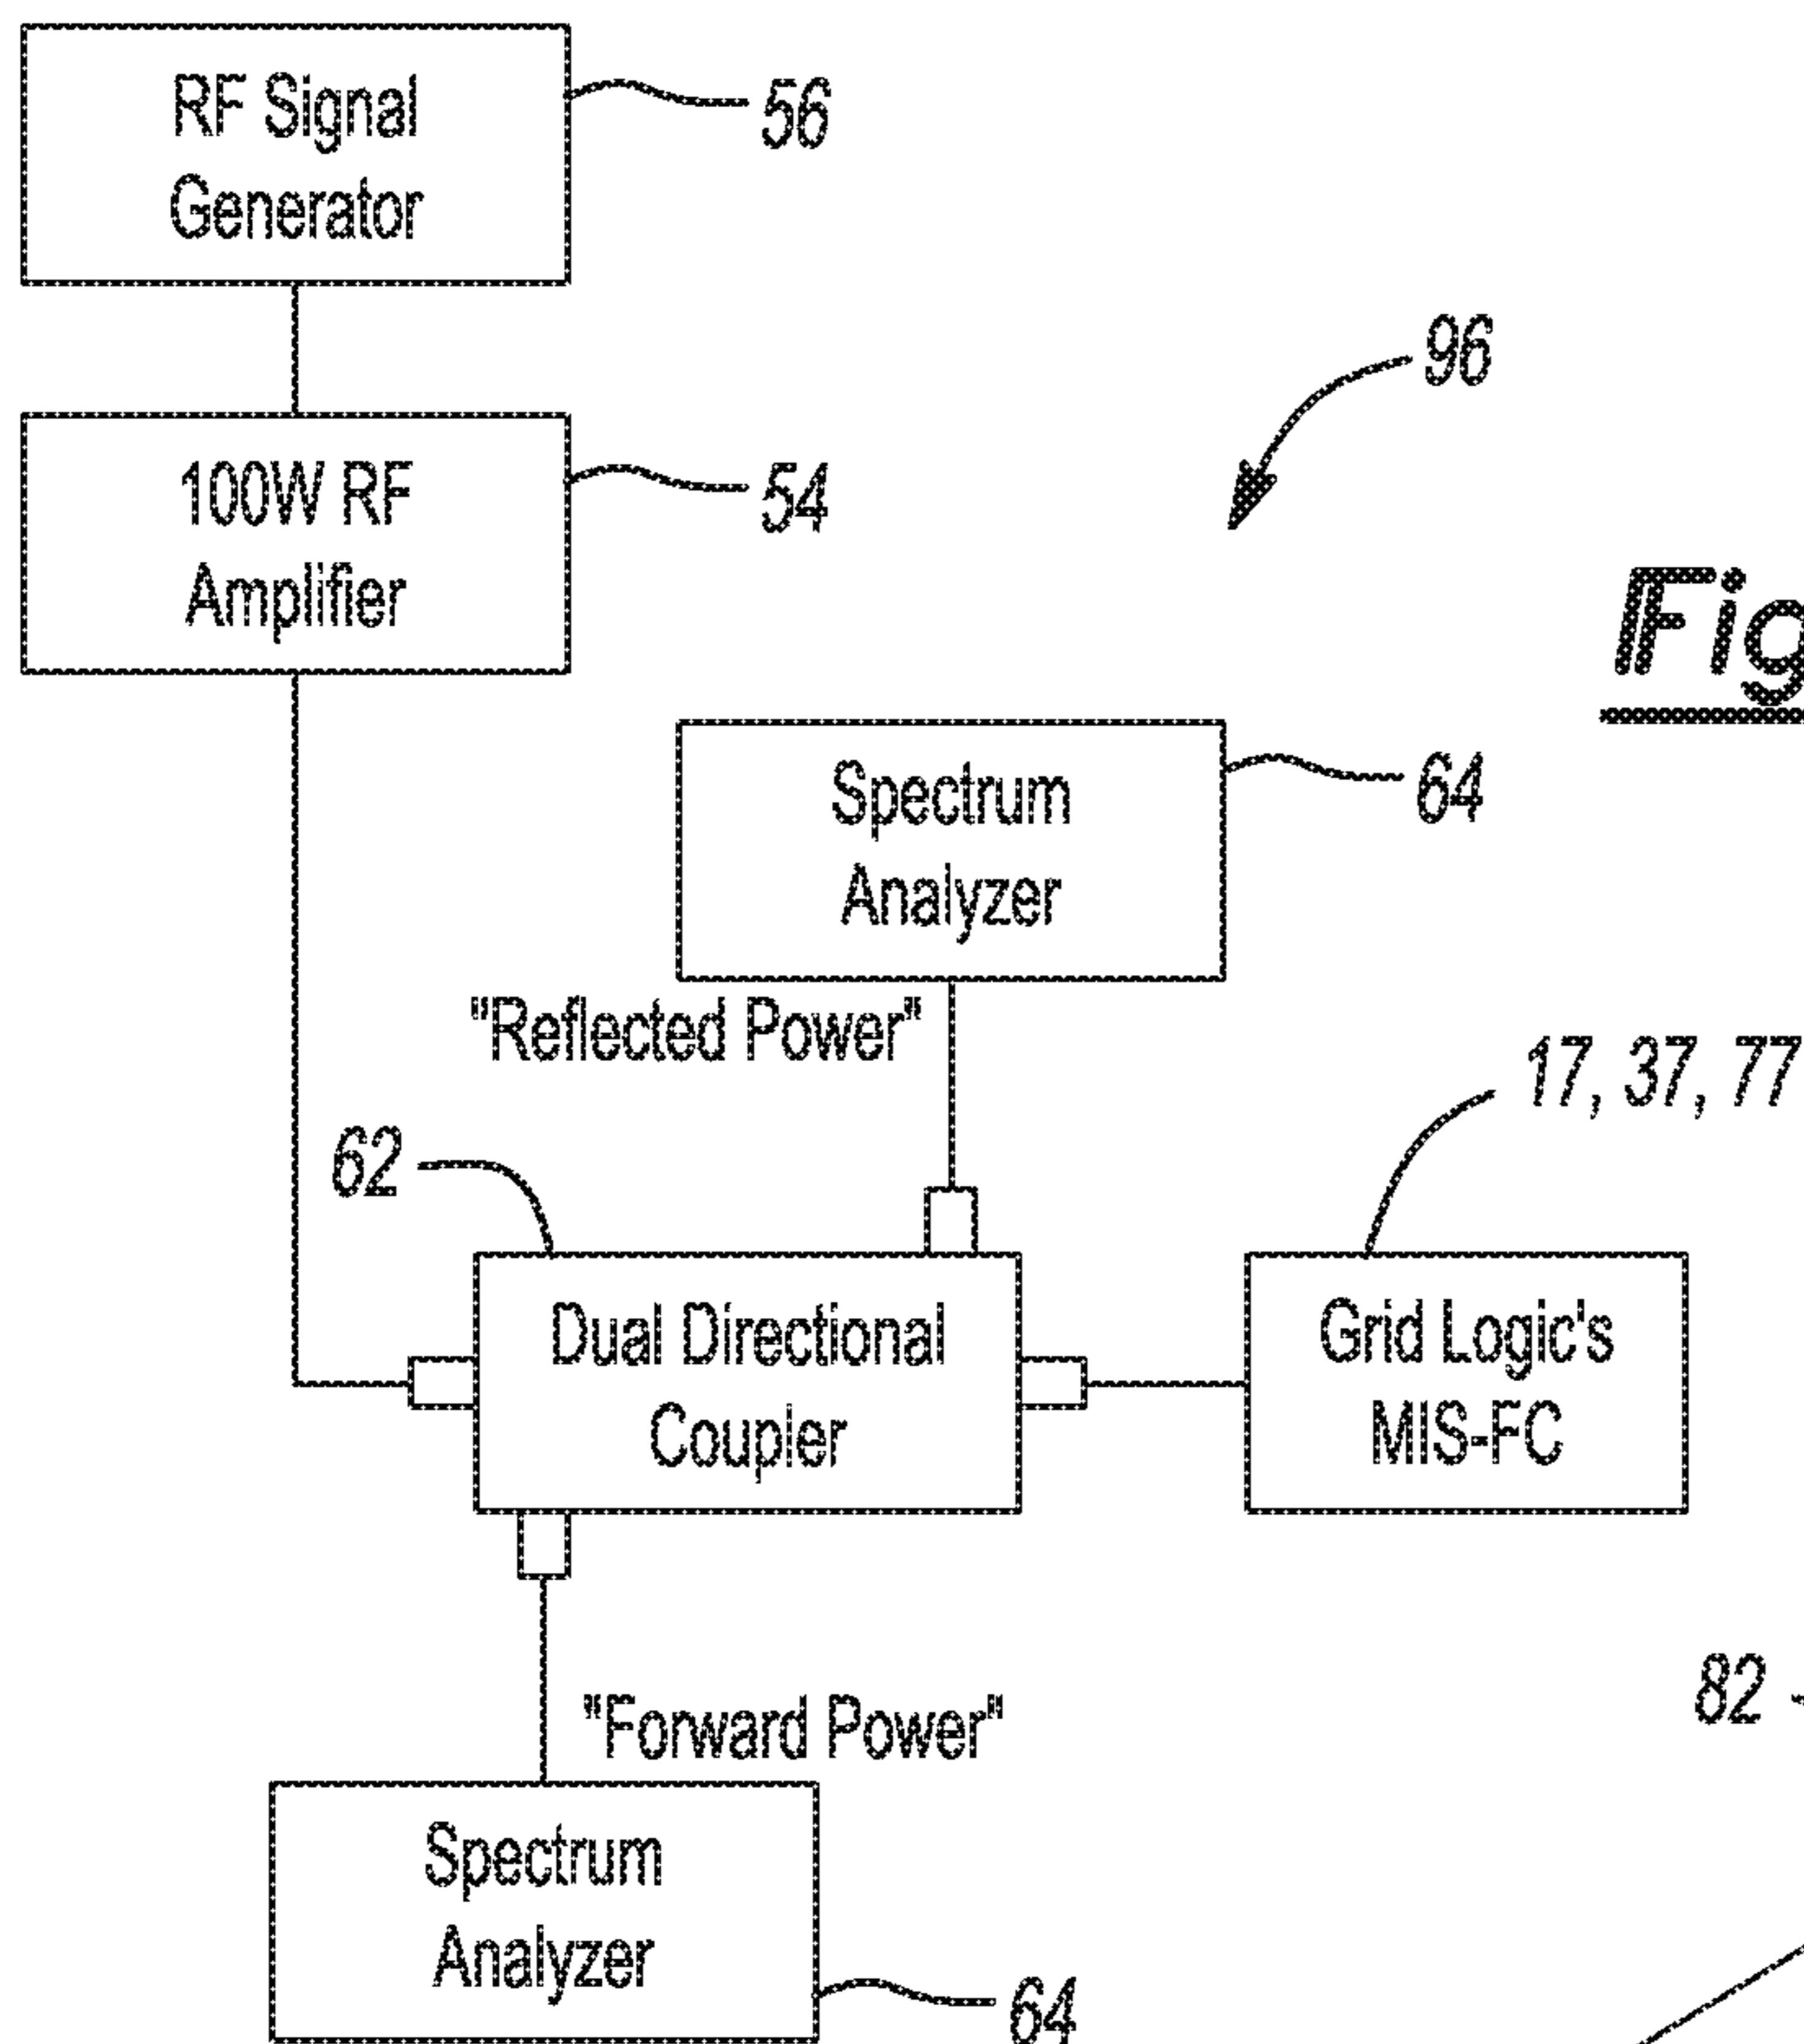 RF Signal
Generator
56
96
100W RF
Amplifier
54
Fig
Spectrum
Analyzer
64
"Reflected Power"
17, 37, 77
62
Dual Directional
Coupler
Grid Logic's
MIS-FC
82
"Forward Power"
Spectrum
Analyzer
64